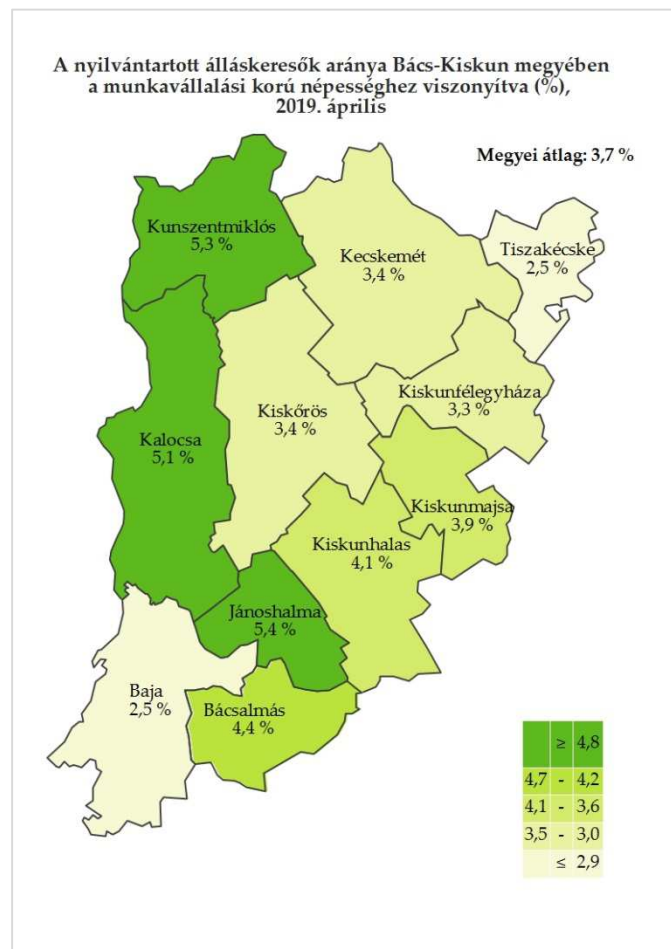 A nyilvántartott álláskeresők aránya Bács-Kiskun megyében
a munkavállalási korú népességhez viszonyítva (%),
2019. április
Megyei átlag: 3,7 %
Kunszentmiklós
5,3 %
Kecskemét
3,4 %
Tiszakécske
2,5 %
Kiskunfélegyháza
3,3 %
Kiskőrös
3,4 %
Kalocsa
5,1 %
Kiskunmajsa
3,9 %
Kiskunhalas
4,1 %
Jánoshalma
5,4 %
Baja
2,5 %
Bácsalmás
4,4 %
≥ 4,8
4,7 - 4,2
4,1 - 3,6
3,5 - 3,0
≤ 2,9